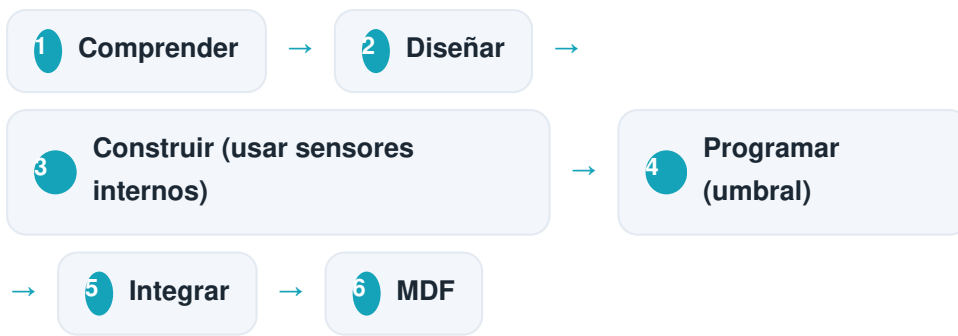 1 Comprender → 2 Diseñar →
3 Construir (usar sensores
internos) → 4 Programar
(umbral)
→ 5 Integrar → 6 MDF